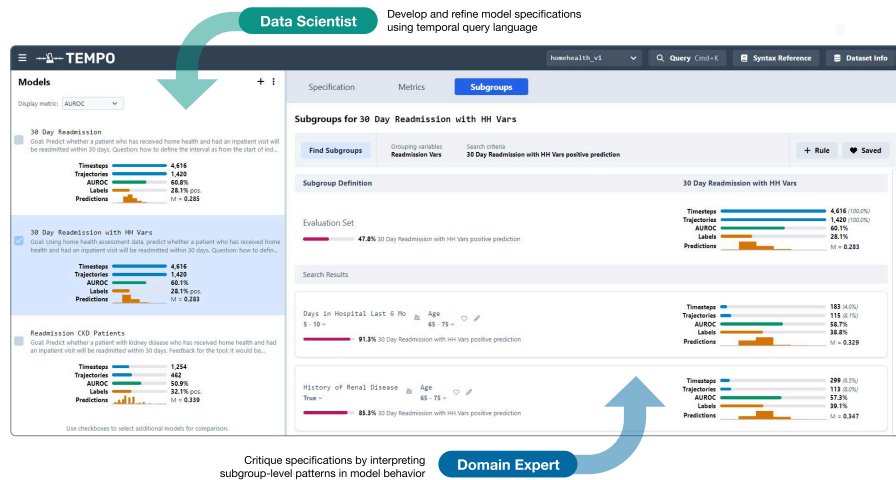 Data Scientist
Develop and refine model specifications
using temporal query language
TEMPO
homehealth_v1
Query Cmd+K
Syntax Reference
Dataset Info
Models
Display metric: AUROC
30 Day Readmission
Goal: Predict whether a patient who has received home health and had an inpatient visit will
be readmitted within 30 days. Question: how to define the interval as from the start of ind...
Timesteps 4,616
Trajectories 1,420
AUROC 60.8%
Labels 28.1% pos.
Predictions M = 0.285
30 Day Readmission with HH Vars
Goal: Using home health assessment data, predict whether a patient who has received home
health and had an inpatient visit will be readmitted within 30 days. Question: how to defin...
Timesteps 4,616
Trajectories 1,420
AUROC 60.1%
Labels 28.1% pos.
Predictions M = 0.283
Readmission CKD Patients
Goal: Predict whether a patient with kidney disease who has received home health and had
an inpatient visit will be readmitted within 30 days. Feedback for the tool: it would be...
Timesteps 1,254
Trajectories 462
AUROC 50.9%
Labels 32.1% pos.
Predictions M = 0.339
Use checkboxes to select additional models for comparison.
Specification
Metrics
Subgroups
Subgroups for 30 Day Readmission with HH Vars
Find Subgroups
Grouping variables
Readmission Vars
Search criteria
30 Day Readmission with HH Vars positive prediction
+ Rule
Saved
Subgroup Definition
30 Day Readmission with HH Vars
Evaluation Set
47.8% 30 Day Readmission with HH Vars positive prediction
Timesteps 4,616 (100.0%)
Trajectories 1,420 (100.0%)
AUROC 60.1%
Labels 28.1%
Predictions M = 0.283
Search Results
Days in Hospital Last 6 Mo & Age
5 - 10 65 - 75
91.3% 30 Day Readmission with HH Vars positive prediction
Timesteps 183 (4.0%)
Trajectories 115 (8.1%)
AUROC 58.7%
Labels 38.8%
Predictions M = 0.329
History of Renal Disease & Age
True 65 - 75
85.3% 30 Day Readmission with HH Vars positive prediction
Timesteps 299 (6.5%)
Trajectories 113 (8.0%)
AUROC 57.3%
Labels 39.1%
Predictions M = 0.347
Critique specifications by interpreting
subgroup-level patterns in model behavior
Domain Expert